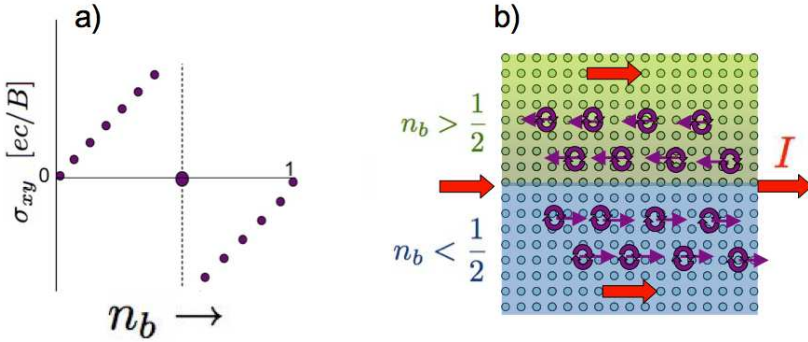 a)
σxy [ec/B]
0
1
nb →
b)
nb > 1/2
nb < 1/2
I